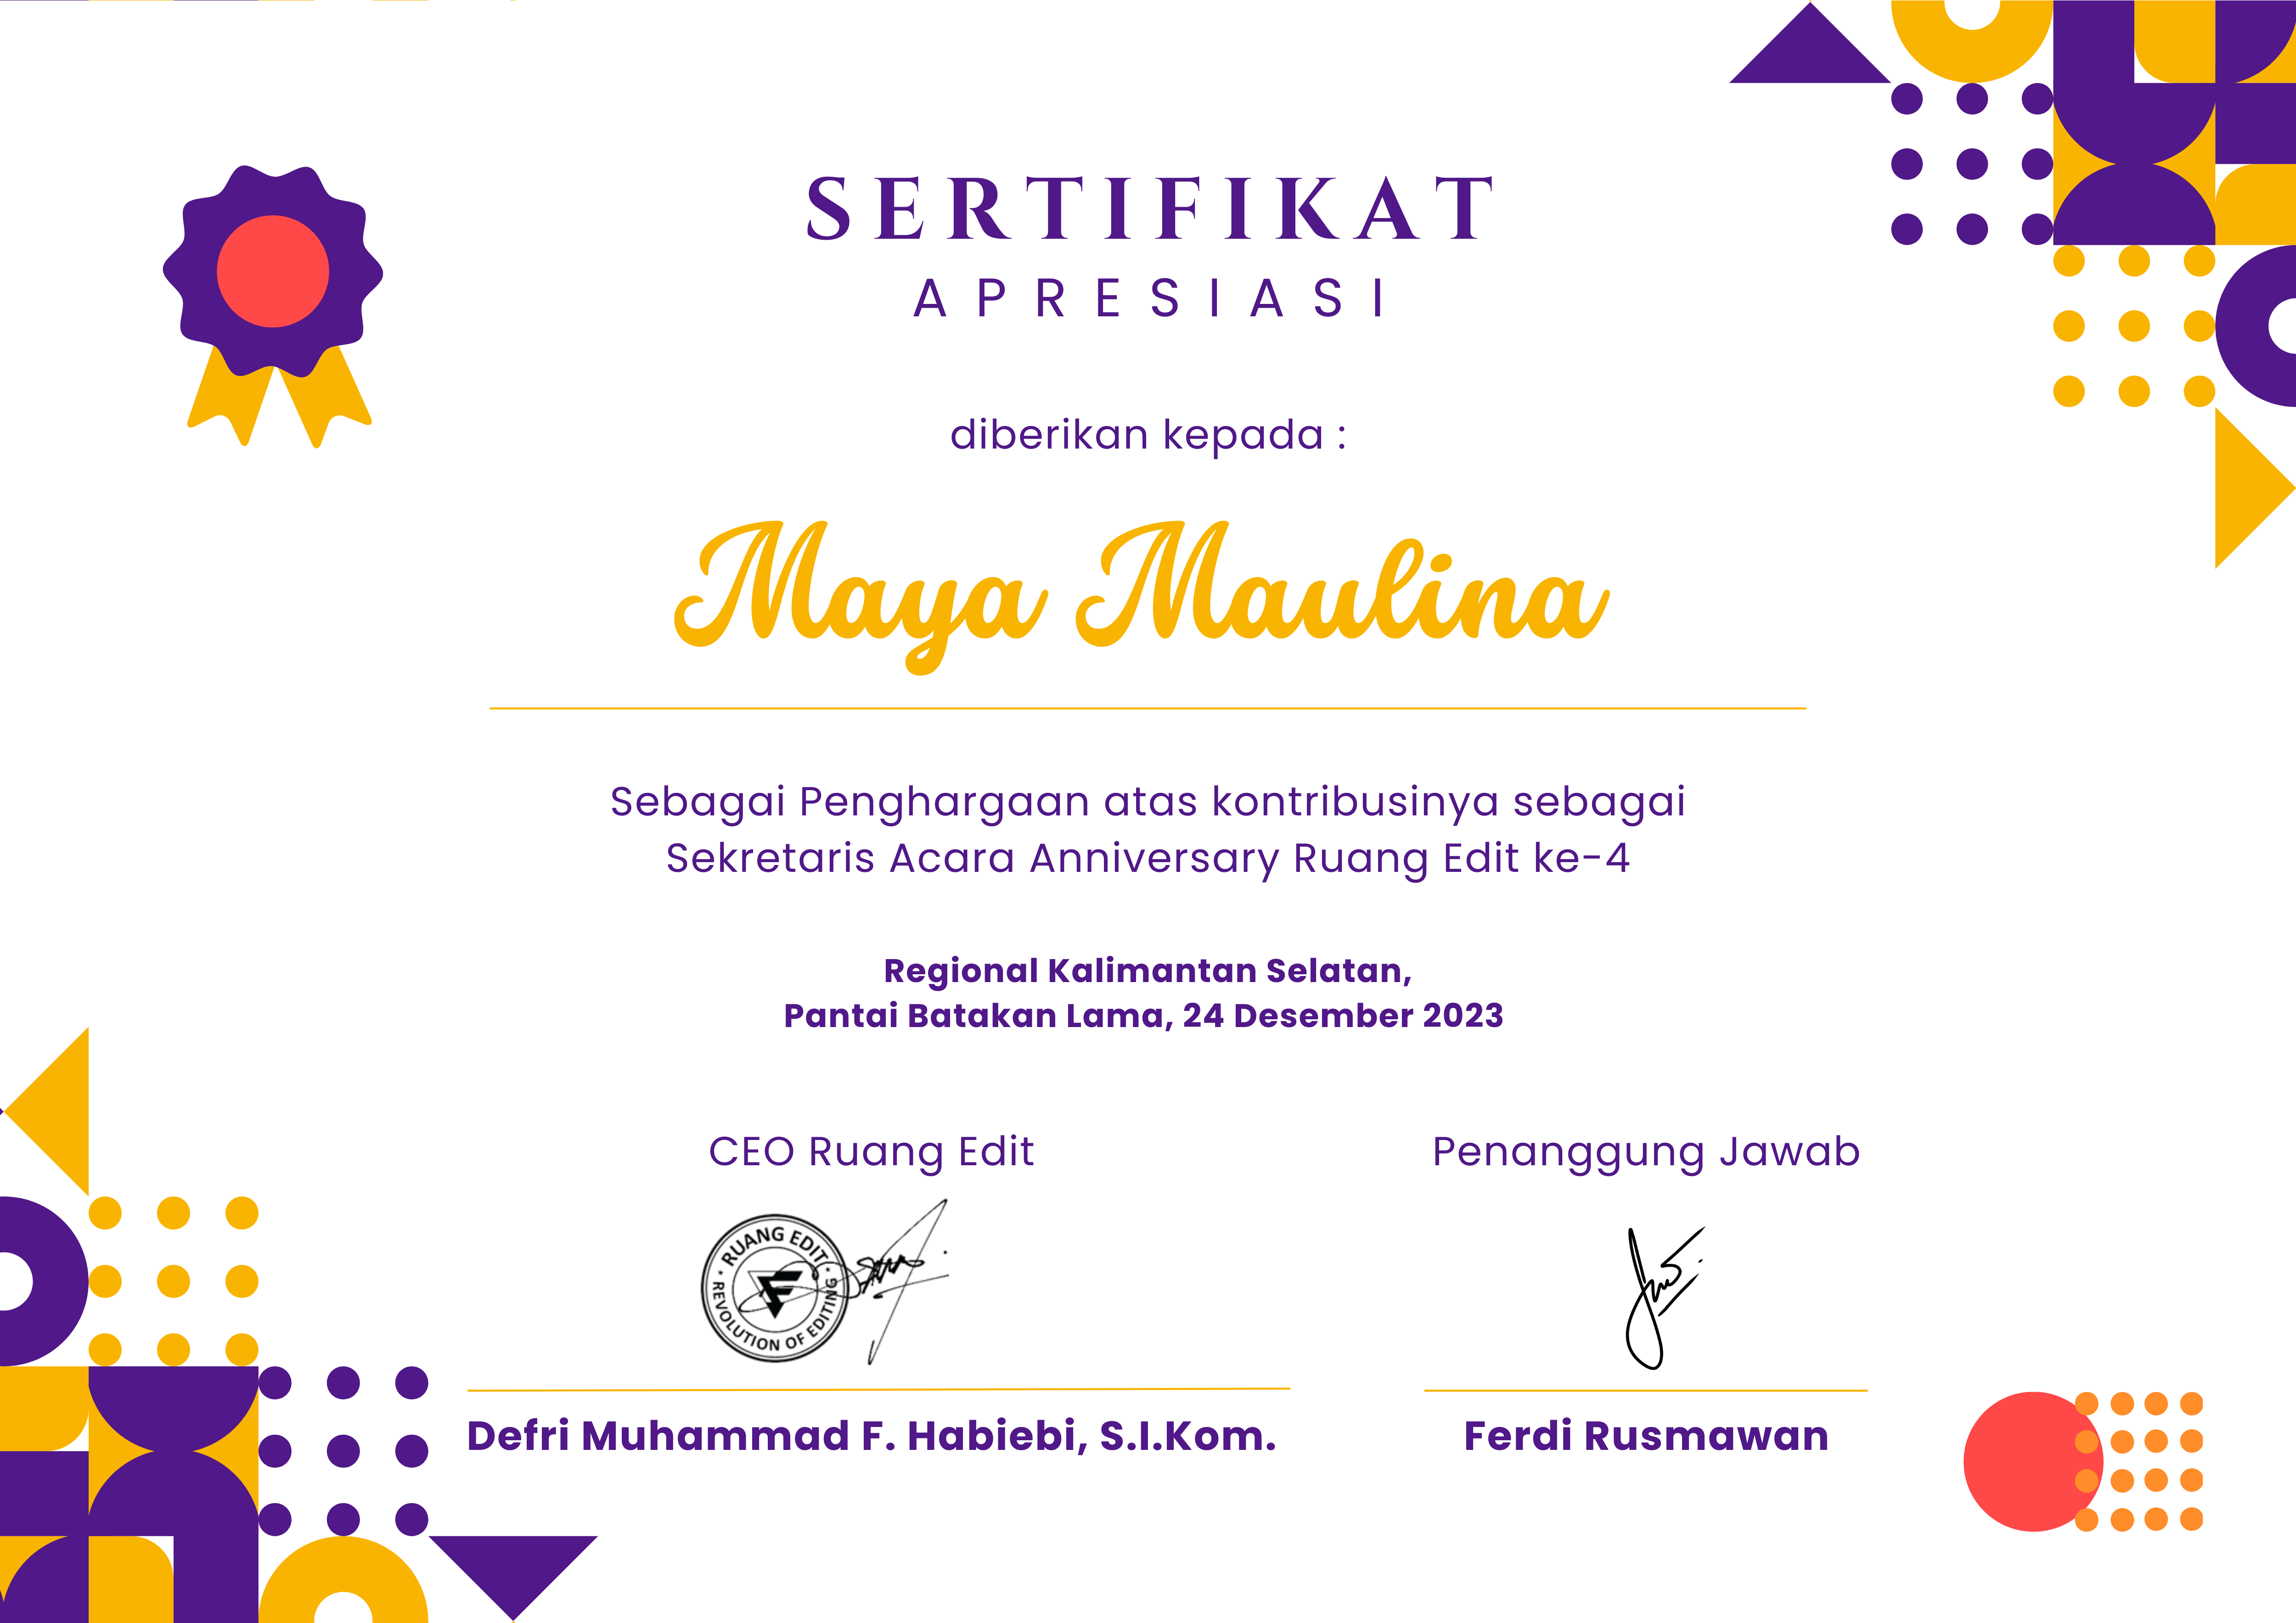 SERTIFIKAT
APRESIASI
diberikan kepada :
Maya Maulina
Sebagai Penghargaan atas kontribusinya sebagai
Sekretaris Acara Anniversary Ruang Edit ke-4
Regional Kalimantan Selatan,
Pantai Batakan Lama, 24 Desember 2023
CEO Ruang Edit
Penanggung Jawab
RUANG EDIT
REVOLUTION OF EDITING
Defri Muhammad F. Habiebi, S.I.Kom.
Ferdi Rusmawan